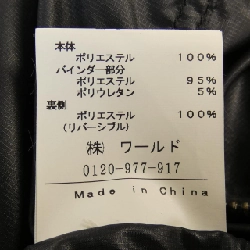 本体
ポリエステル 100%
バインダー部分
ポリエステル 95%
ポリウレタン 5%
裏側
ポリエステル 100%
(リバーシブル)
㈱ ワールド
0120-977-917
Made in China